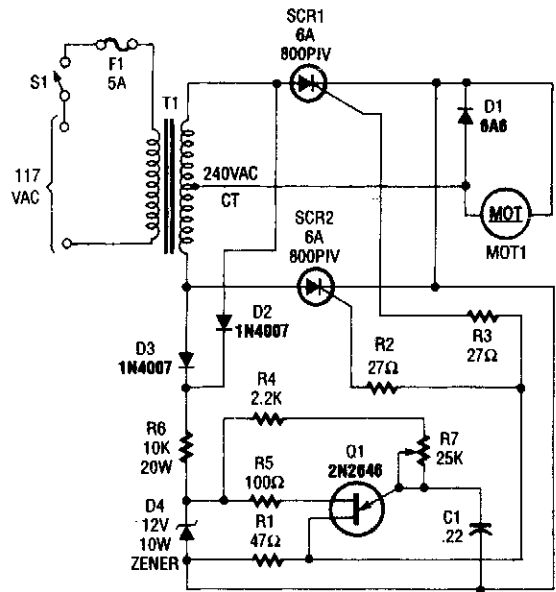 SCR1
6A
800PIV
S1
F1
5A
T1
D1
6A6
117
VAC
240VAC
CT
MOT
MOT1
SCR2
6A
800PIV
D2
1N4007
D3
1N4007
R3
27Ω
R2
27Ω
R4
2.2K
R6
10K
20W
Q1
2N2646
R7
25K
R5
100Ω
D4
12V
10W
ZENER
R1
47Ω
C1
.22